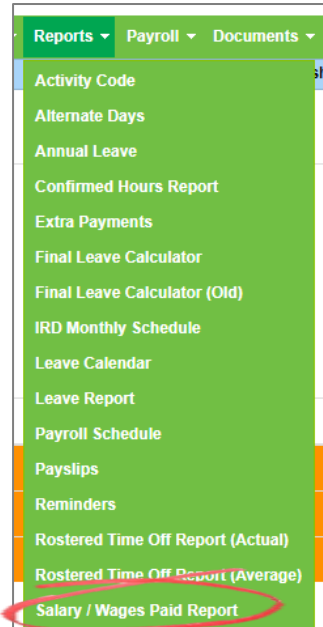 Reports Payroll Documents
Activity Code
Alternate Days
Annual Leave
Confirmed Hours Report
Extra Payments
Final Leave Calculator
Final Leave Calculator (Old)
IRD Monthly Schedule
Leave Calendar
Leave Report
Payroll Schedule
Payslips
Reminders
Rostered Time Off Report (Actual)
Rostered Time Off Report (Average)
Salary / Wages Paid Report